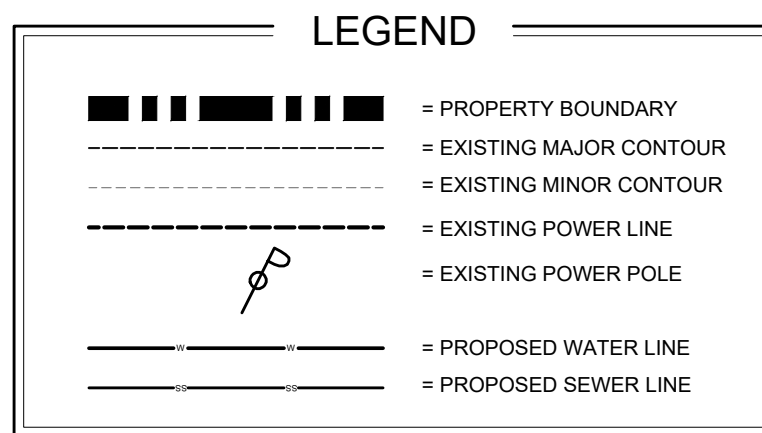 LEGEND
= PROPERTY BOUNDARY
= EXISTING MAJOR CONTOUR
= EXISTING MINOR CONTOUR
= EXISTING POWER LINE
= EXISTING POWER POLE
W W = PROPOSED WATER LINE
SS SS = PROPOSED SEWER LINE